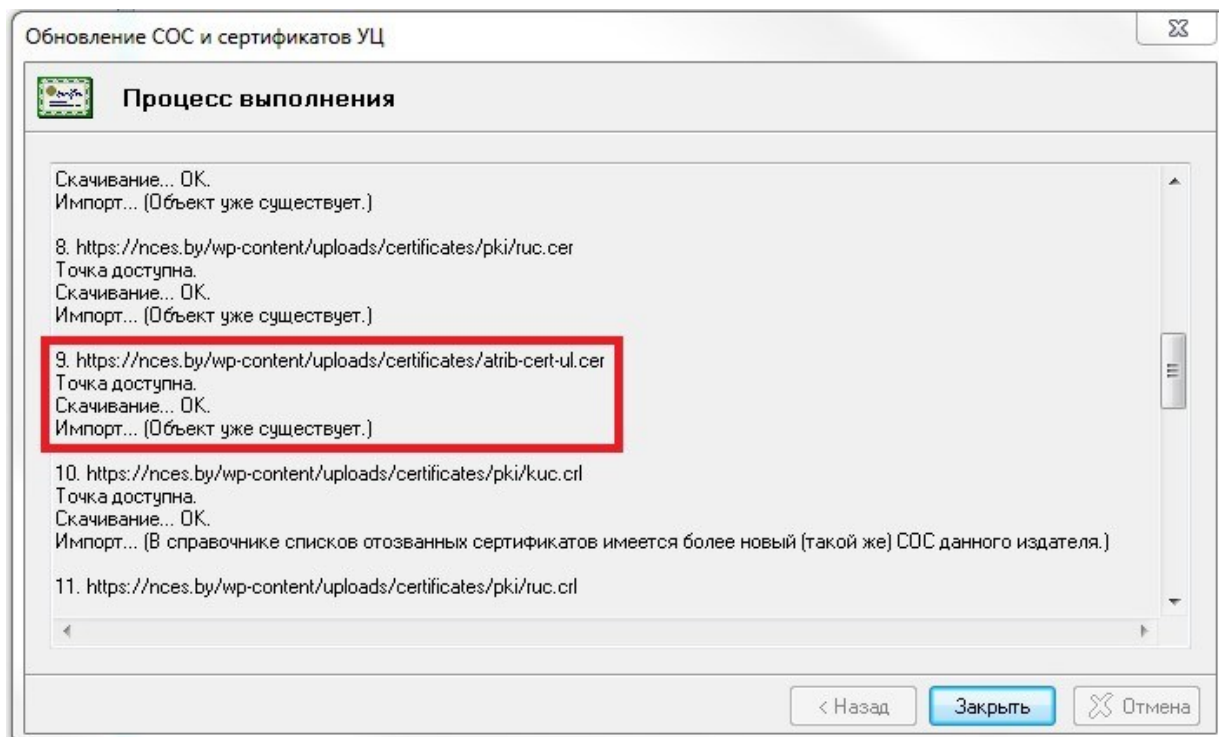 Обновление СОС и сертификатов УЦ
Процесс выполнения
Скачивание... ОК.
Импорт... (Объект уже существует.)
8. https://nces.by/wp-content/uploads/certificates/pki/ruc.cer
Точка доступна.
Скачивание... ОК.
Импорт... (Объект уже существует.)
9. https://nces.by/wp-content/uploads/certificates/atrib-cert-ul.cer
Точка доступна.
Скачивание... ОК.
Импорт... (Объект уже существует.)
10. https://nces.by/wp-content/uploads/certificates/pki/kuc.crl
Точка доступна.
Скачивание... ОК.
Импорт... (В справочнике списков отозванных сертификатов имеется более новый (такой же) СОС данного издателя.)
11. https://nces.by/wp-content/uploads/certificates/pki/ruc.crl
< Назад
Закрыть
Отмена